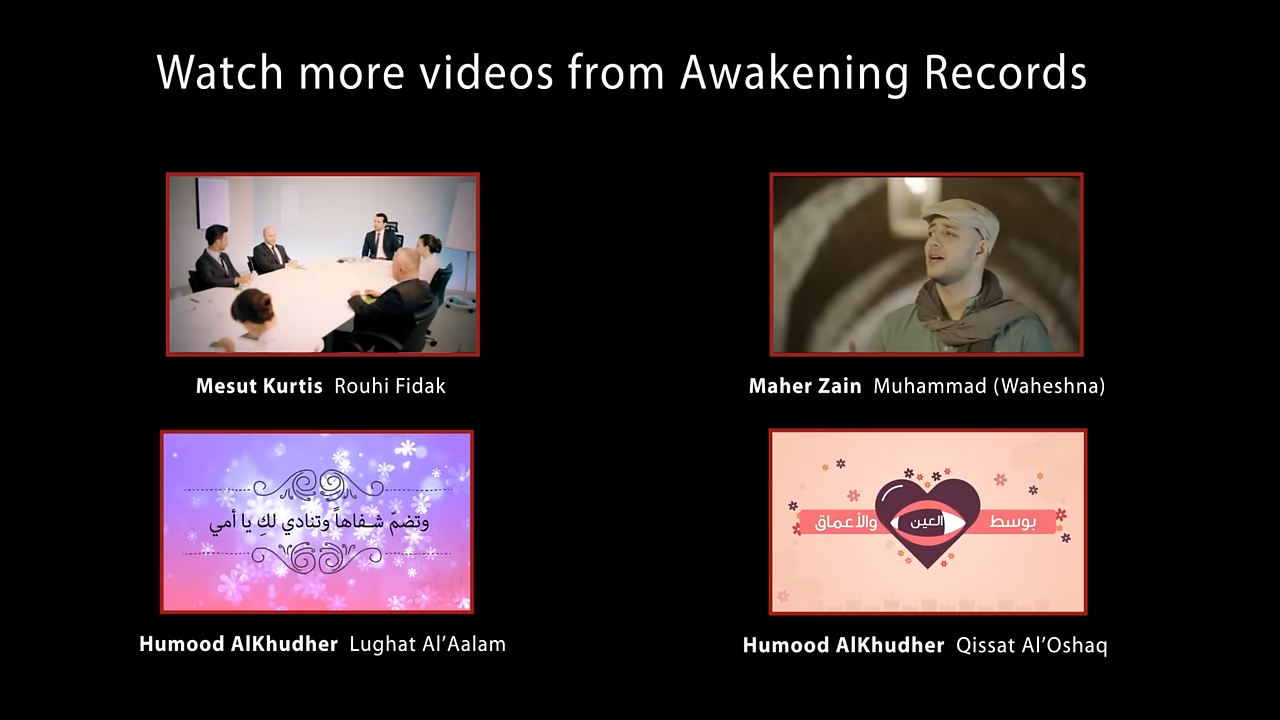 Watch more videos from Awakening Records
Mesut Kurtis Rouhi Fidak
Maher Zain Muhammad (Waheshna)
وتضمّ شفاهاً وتنادي لكِ يا أمي
بوسط العين والأعماق
Humood AlKhudher Lughat Al’Aalam
Humood AlKhudher Qissat Al’Oshaq